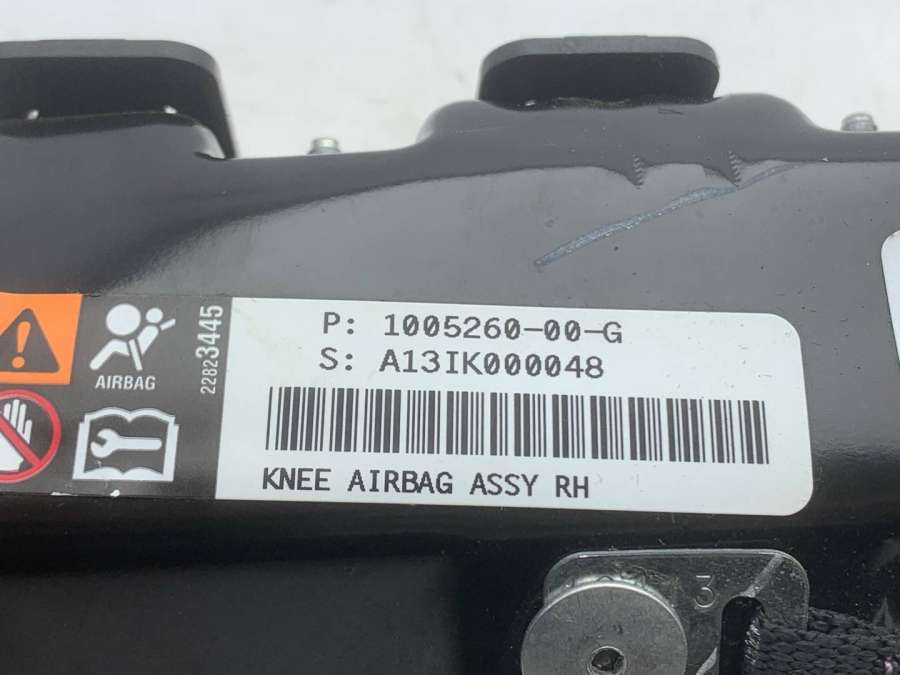 P: 1005260-00-G
S: A13IK000048
KNEE AIRBAG ASSY RH
AIRBAG
22823445
3